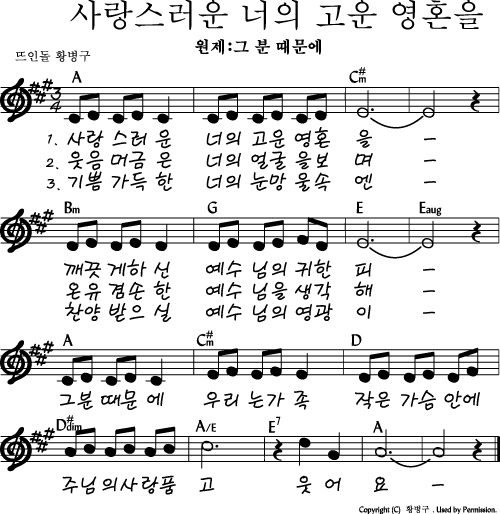 사랑스러운 너의 고운 영혼을
원제:그 분 때문에
뜨인돌 황병구
A C#m
3/4
1. 사랑 스러 운 너의 고운 영혼 을 -
2. 웃음 머금 은 너의 얼굴 을보 며 -
3. 기쁨 가득 한 너의 눈망 울속 엔 -
Bm G E Eaug
깨끗 게하 신 예수 님의 귀한 피 -
온유 겸손 한 예수 님을 생각 해 -
찬양 받으 실 예수 님의 영광 이 -
A C#m D
그분 때문 에 우리 는가 족 작은 가슴 안에
D#dim A/E E7 A
주님 의사랑품 고 웃 어 요 -
Copyright (C) 황병구 . Used by Permission.